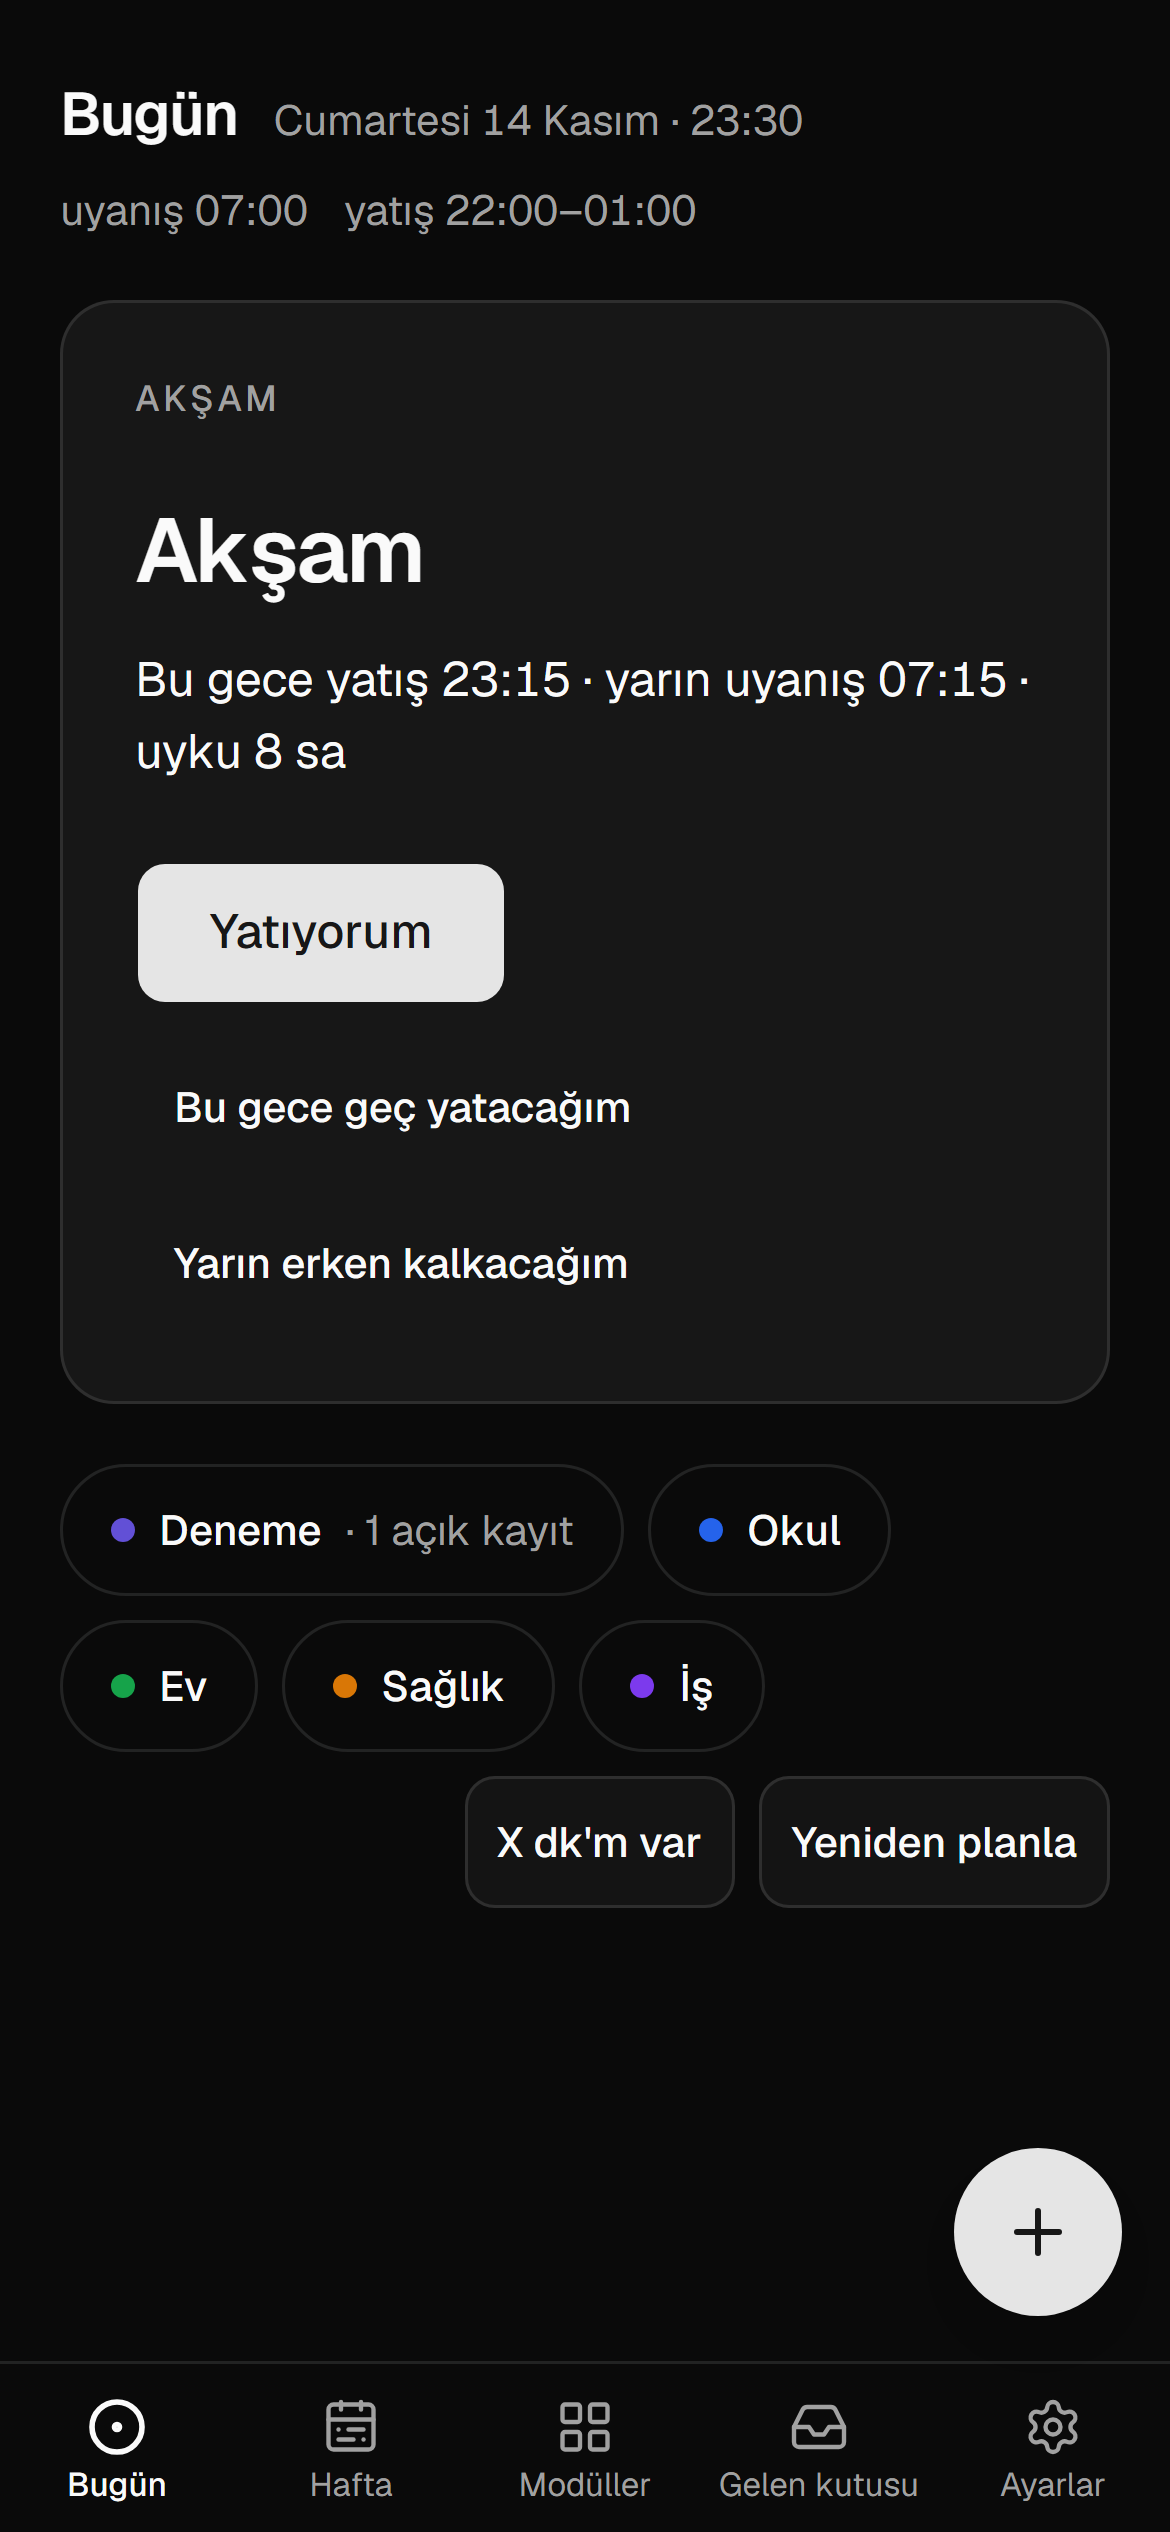 Bugün Cumartesi 14 Kasım · 23:30
uyanış 07:00 yatış 22:00–01:00
AKŞAM
Akşam
Bu gece yatış 23:15 · yarın uyanış 07:15 ·
uyku 8 sa
Yatıyorum
Bu gece geç yatacağım
Yarın erken kalkacağım
Deneme · 1 açık kayıt
Okul
Ev
Sağlık
İş
X dk'm var
Yeniden planla
Bugün
Hafta
Modüller
Gelen kutusu
Ayarlar